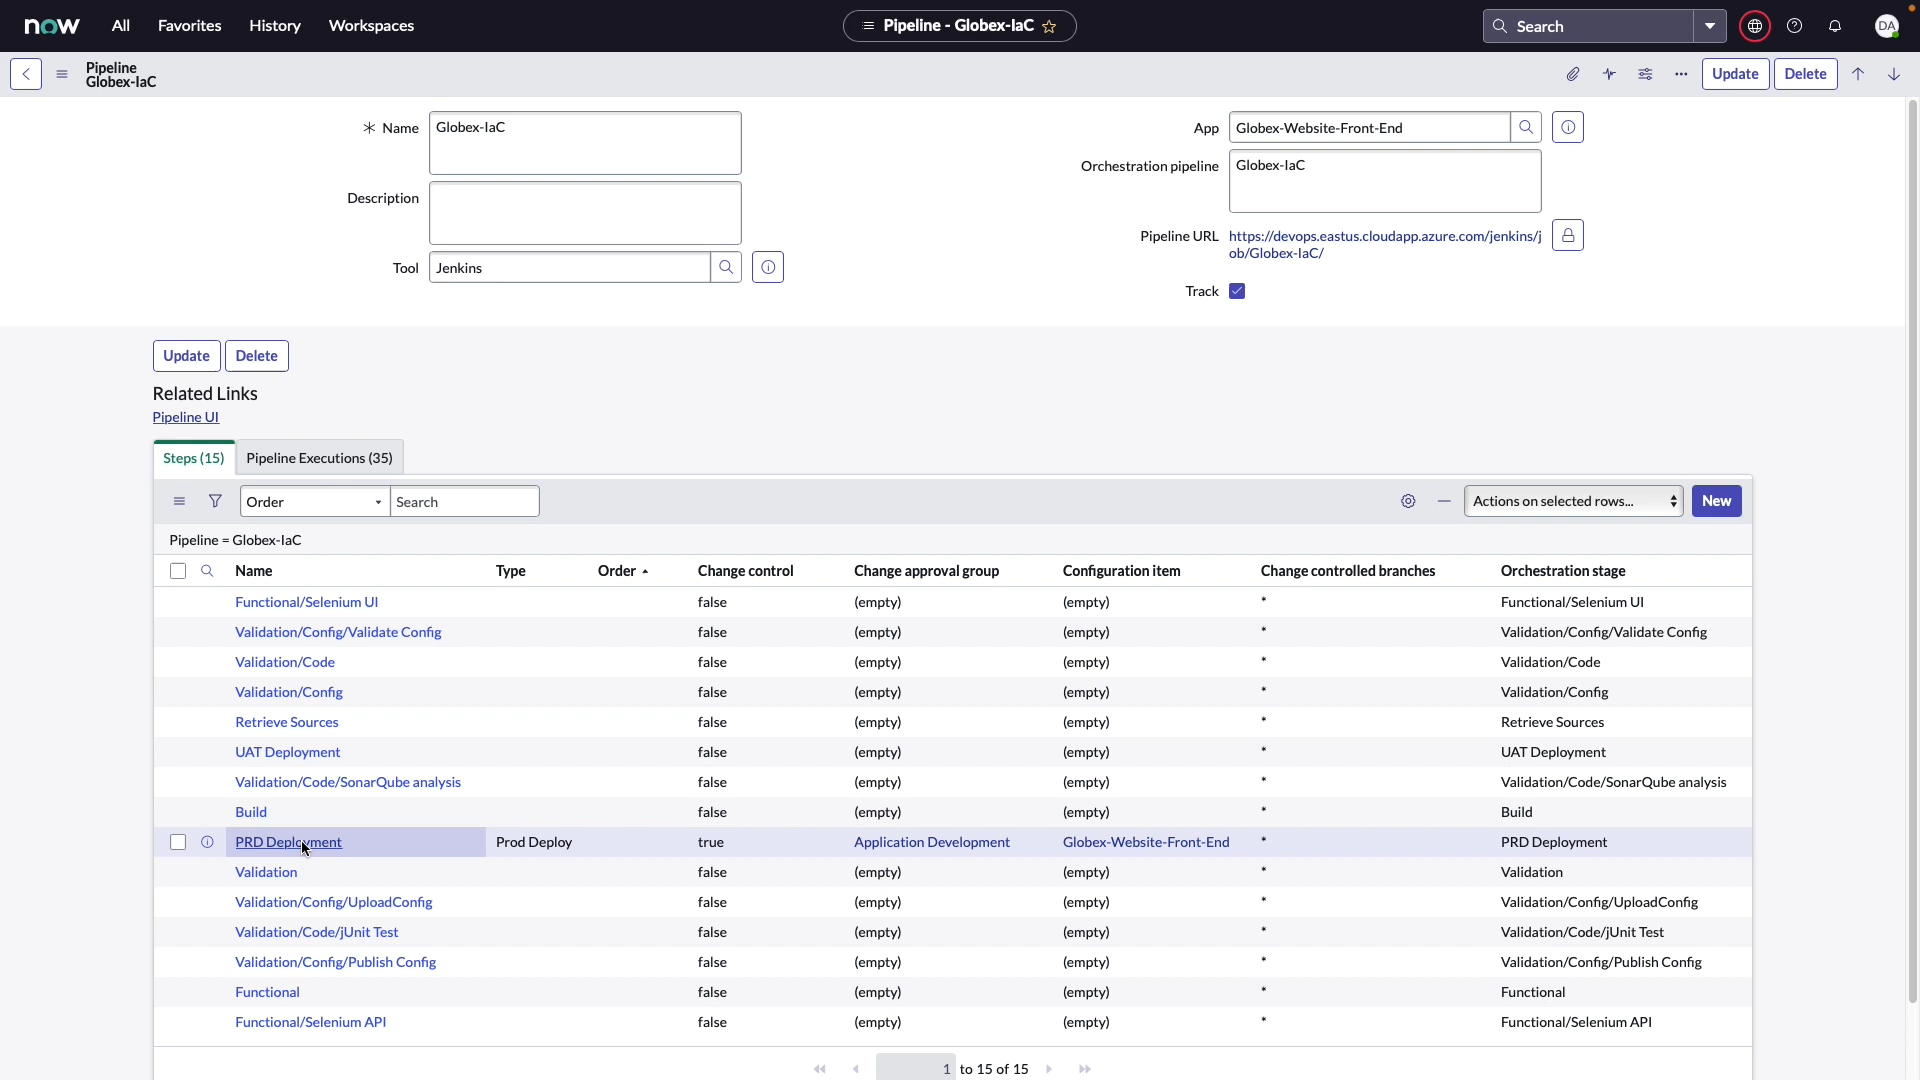 now All Favorites History Workspaces Pipeline - Globex-IaC Search DA
Pipeline
Globex-IaC
Update Delete
Name Globex-IaC
Description
Tool Jenkins
App Globex-Website-Front-End
Orchestration pipeline Globex-IaC
Pipeline URL https://devops.eastus.cloudapp.azure.com/jenkins/j
ob/Globex-IaC/
Track
Update Delete
Related Links
Pipeline UI
Steps (15) Pipeline Executions (35)
Order Search Actions on selected rows... New
Pipeline = Globex-IaC
Name Type Order Change control Change approval group Configuration item Change controlled branches Orchestration stage
Functional/Selenium UI false (empty) (empty) * Functional/Selenium UI
Validation/Config/Validate Config false (empty) (empty) * Validation/Config/Validate Config
Validation/Code false (empty) (empty) * Validation/Code
Validation/Config false (empty) (empty) * Validation/Config
Retrieve Sources false (empty) (empty) * Retrieve Sources
UAT Deployment false (empty) (empty) * UAT Deployment
Validation/Code/SonarQube analysis false (empty) (empty) * Validation/Code/SonarQube analysis
Build false (empty) (empty) * Build
PRD Deployment Prod Deploy true Application Development Globex-Website-Front-End * PRD Deployment
Validation false (empty) (empty) * Validation
Validation/Config/UploadConfig false (empty) (empty) * Validation/Config/UploadConfig
Validation/Code/jUnit Test false (empty) (empty) * Validation/Code/jUnit Test
Validation/Config/Publish Config false (empty) (empty) * Validation/Config/Publish Config
Functional false (empty) (empty) * Functional
Functional/Selenium API false (empty) (empty) * Functional/Selenium API
1 to 15 of 15